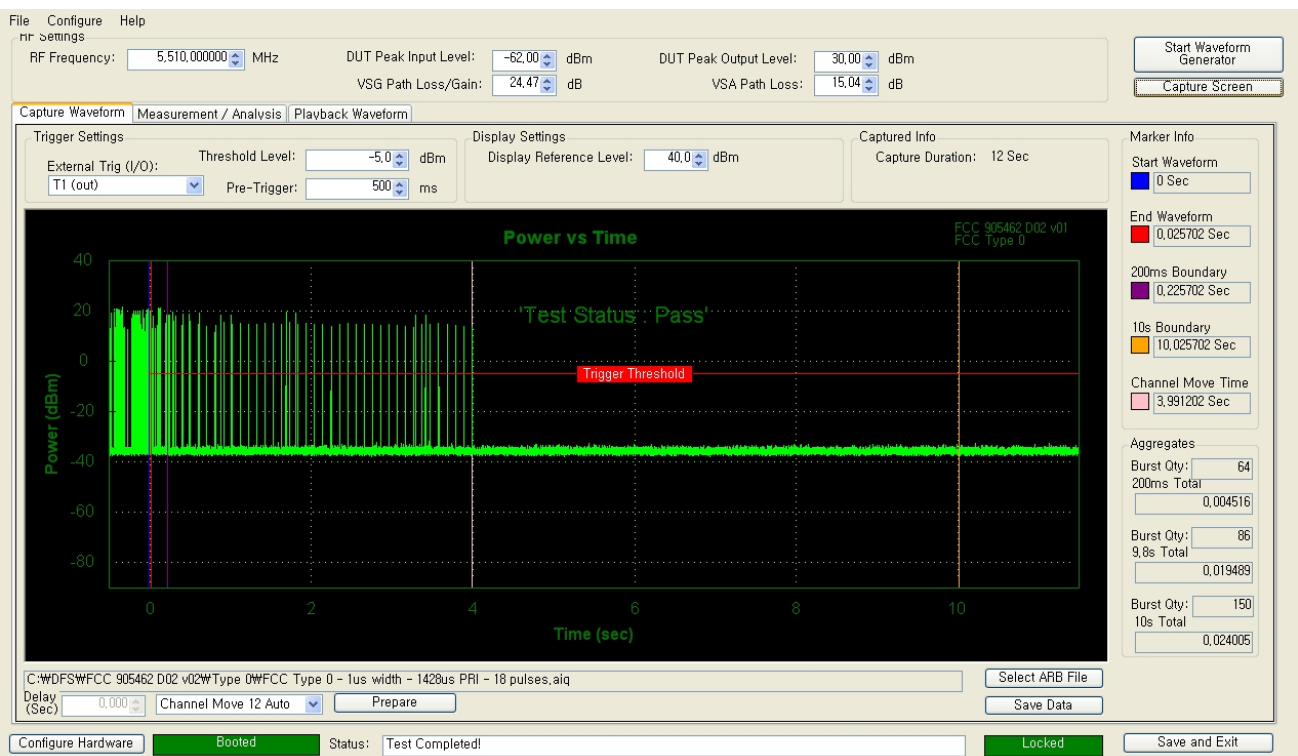 File Configure Help
RF Settings
RF Frequency: 5,510,000000 MHz DUT Peak Input Level: -62,00 dBm DUT Peak Output Level: 30,00 dBm
VSG Path Loss/Gain: 24,47 dB VSA Path Loss: 15,04 dB
Start Waveform
Generator
Capture Screen
Capture Waveform Measurement / Analysis Playback Waveform
Trigger Settings
External Trig (I/O):
T1 (out)
Threshold Level: -5,0 dBm
Pre-Trigger: 500 ms
Display Settings
Display Reference Level: 40,0 dBm
Captured Info
Capture Duration: 12 Sec
Power vs Time
FCC 905462 D02 v01
FCC Type 0
'Test Status : Pass'
Trigger Threshold
Power (dBm)
40
20
0
-20
-40
-60
-80
0 2 4 6 8 10
Time (sec)
Marker Info
Start Waveform
0 Sec
End Waveform
0,025702 Sec
200ms Boundary
0,225702 Sec
10s Boundary
10,025702 Sec
Channel Move Time
3,991202 Sec
Aggregates
Burst Qty: 64
200ms Total
0,004516
Burst Qty: 86
9,8s Total
0,019489
Burst Qty: 150
10s Total
0,024005
C:₩DFS₩FCC 905462 D02 v02₩Type 0₩FCC Type 0 - 1us width - 1428us PRI - 18 pulses,aiq
Select ARB File
Delay
(Sec) 0,000 Channel Move 12 Auto Prepare
Save Data
Configure Hardware Booted Status: Test Completed! Locked Save and Exit